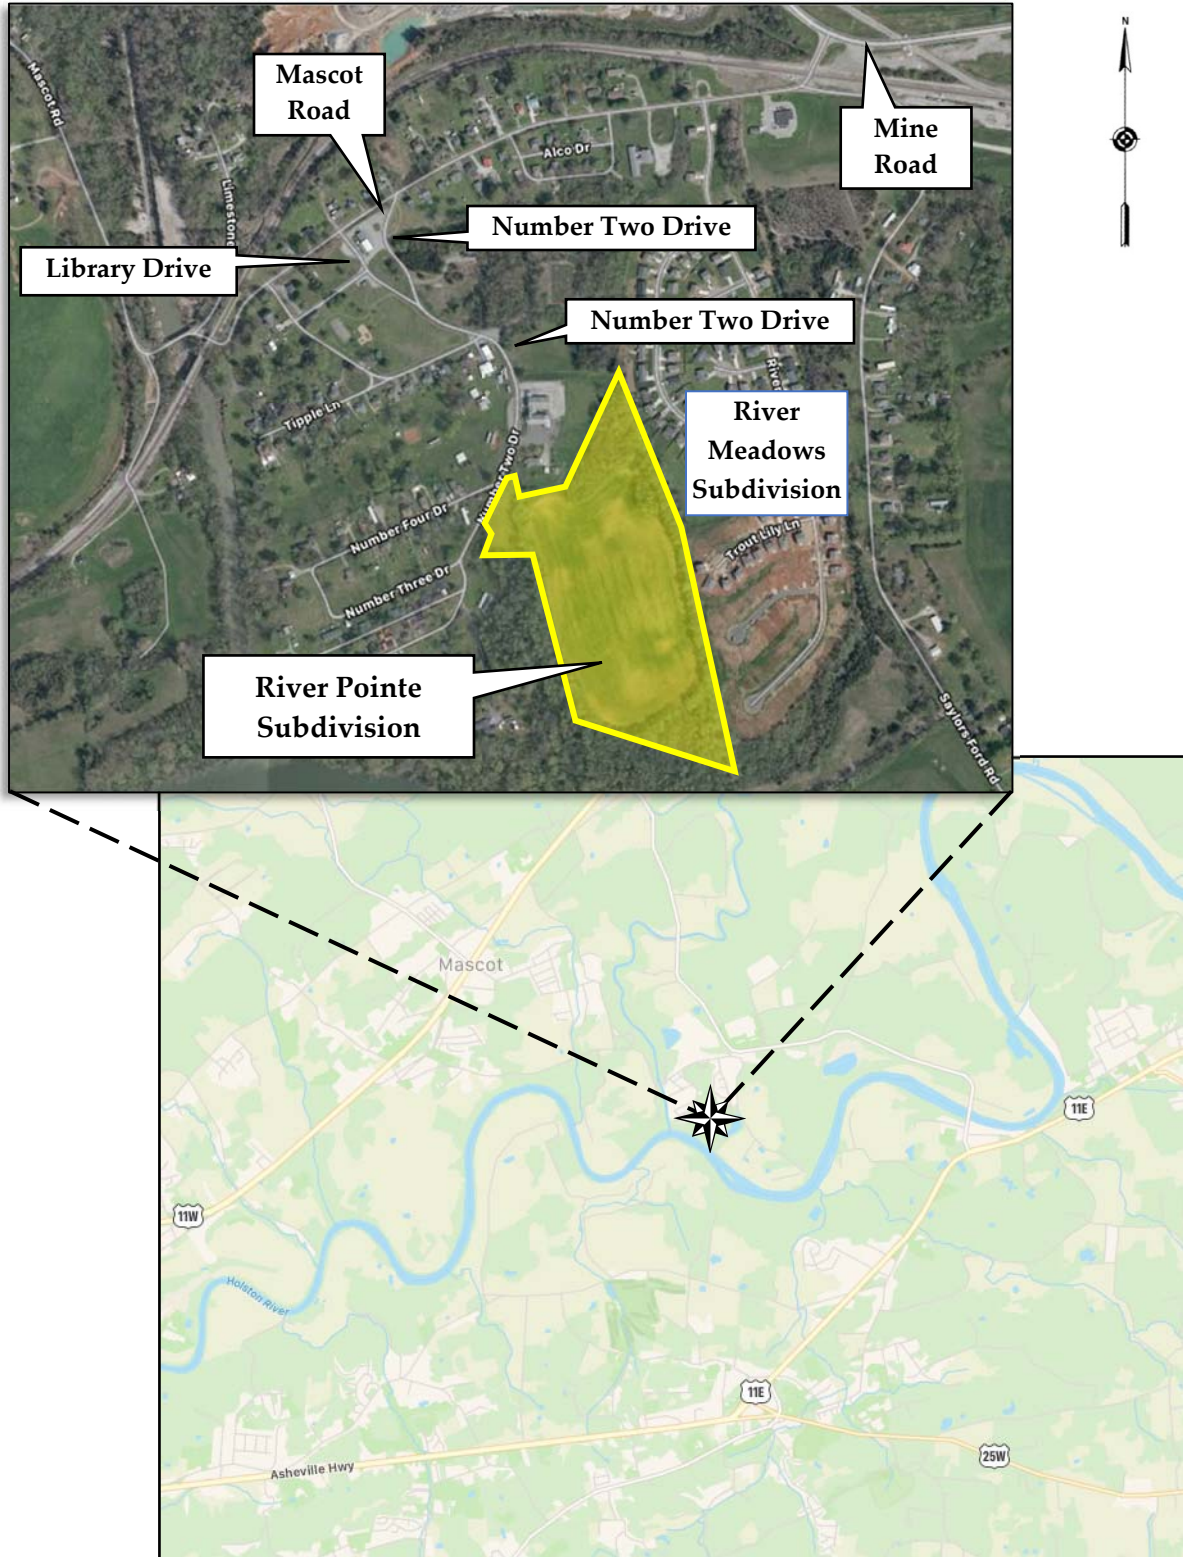 N
Mascot
Road
Mine
Road
Mascot Rd
Alco Dr
Limestone
Number Two Drive
Library Drive
Number Two Drive
River
River
Meadows
Subdivision
Tipple Ln
Number Two Dr
Number Four Dr
Trout Lily Ln
Number Three Dr
River Pointe
Subdivision
Saylors Ford Rd
Mascot
11E
11W
Holston River
11E
25W
Asheville Hwy